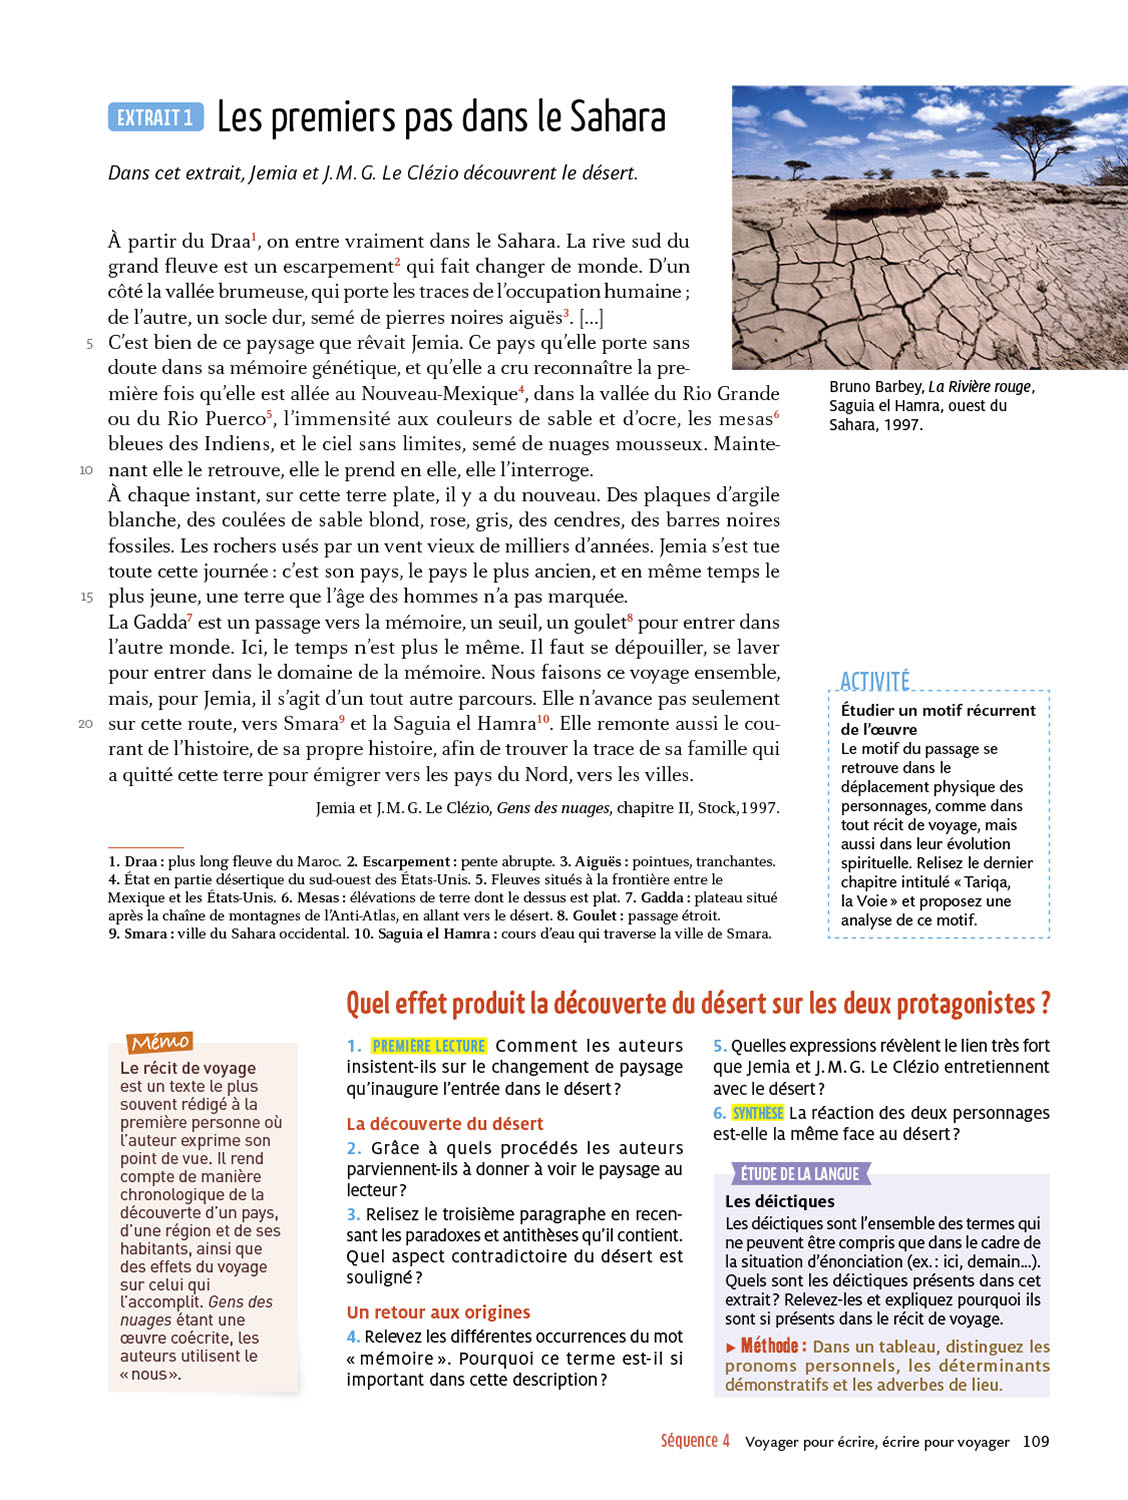 EXTRAIT 1 Les premiers pas dans le Sahara
Dans cet extrait, Jemia et J. M. G. Le Clézio découvrent le désert.
À partir du Draa1, on entre vraiment dans le Sahara. La rive sud du
grand fleuve est un escarpement2 qui fait changer de monde. D’un
côté la vallée brumeuse, qui porte les traces de l’occupation humaine ;
de l’autre, un socle dur, semé de pierres noires aiguës3. [...]
5 C’est bien de ce paysage que rêvait Jemia. Ce pays qu’elle porte sans
doute dans sa mémoire génétique, et qu’elle a cru reconnaître la pre-
mière fois qu’elle est allée au Nouveau-Mexique4, dans la vallée du Rio Grande
ou du Rio Puerco5, l’immensité aux couleurs de sable et d’ocre, les mesas6
bleues des Indiens, et le ciel sans limites, semé de nuages mousseux. Mainte-
10 nant elle le retrouve, elle le prend en elle, elle l’interroge.
À chaque instant, sur cette terre plate, il y a du nouveau. Des plaques d’argile
blanche, des coulées de sable blond, rose, gris, des cendres, des barres noires
fossiles. Les rochers usés par un vent vieux de milliers d’années. Jemia s’est tue
toute cette journée : c’est son pays, le pays le plus ancien, et en même temps le
15 plus jeune, une terre que l’âge des hommes n’a pas marquée.
La Gadda7 est un passage vers la mémoire, un seuil, un goulet8 pour entrer dans
l’autre monde. Ici, le temps n’est plus le même. Il faut se dépouiller, se laver
pour entrer dans le domaine de la mémoire. Nous faisons ce voyage ensemble,
mais, pour Jemia, il s’agit d’un tout autre parcours. Elle n’avance pas seulement
20 sur cette route, vers Smara9 et la Saguia el Hamra10. Elle remonte aussi le cou-
rant de l’histoire, de sa propre histoire, afin de trouver la trace de sa famille qui
a quitté cette terre pour émigrer vers les pays du Nord, vers les villes.
Jemia et J. M. G. Le Clézio, Gens des nuages, chapitre II, Stock,1997.
1. Draa : plus long fleuve du Maroc. 2. Escarpement : pente abrupte. 3. Aiguës : pointues, tranchantes.
4. État en partie désertique du sud-ouest des États-Unis. 5. Fleuves situés à la frontière entre le
Mexique et les États-Unis. 6. Mesas : élévations de terre dont le dessus est plat. 7. Gadda : plateau situé
après la chaîne de montagnes de l’Anti-Atlas, en allant vers le désert. 8. Goulet : passage étroit.
9. Smara : ville du Sahara occidental. 10. Saguia el Hamra : cours d’eau qui traverse la ville de Smara.
Bruno Barbey, La Rivière rouge,
Saguia el Hamra, ouest du
Sahara, 1997.
ACTIVITÉ
Étudier un motif récurrent
de l’œuvre
Le motif du passage se
retrouve dans le
déplacement physique des
personnages, comme dans
tout récit de voyage, mais
aussi dans leur évolution
spirituelle. Relisez le dernier
chapitre intitulé « Tariqa,
la Voie » et proposez une
analyse de ce motif.
Mémo
Le récit de voyage
est un texte le plus
souvent rédigé à la
première personne où
l’auteur exprime son
point de vue. Il rend
compte de manière
chronologique de la
découverte d’un pays,
d’une région et de ses
habitants, ainsi que
des effets du voyage
sur celui qui
l’accomplit. Gens des
nuages étant une
œuvre coécrite, les
auteurs utilisent le
« nous ».
Quel effet produit la découverte du désert sur les deux protagonistes ?
1. PREMIÈRE LECTURE Comment les auteurs
insistent-ils sur le changement de paysage
qu’inaugure l’entrée dans le désert ?
La découverte du désert
2. Grâce à quels procédés les auteurs
parviennent-ils à donner à voir le paysage au
lecteur ?
3. Relisez le troisième paragraphe en recen-
sant les paradoxes et antithèses qu’il contient.
Quel aspect contradictoire du désert est
souligné ?
Un retour aux origines
4. Relevez les différentes occurrences du mot
« mémoire ». Pourquoi ce terme est-il si
important dans cette description ?
5. Quelles expressions révèlent le lien très fort
que Jemia et J. M. G. Le Clézio entretiennent
avec le désert ?
6. SYNTHÈSE La réaction des deux personnages
est-elle la même face au désert ?
ÉTUDE DE LA LANGUE
Les déictiques
Les déictiques sont l’ensemble des termes qui
ne peuvent être compris que dans le cadre de
la situation d’énonciation (ex. : ici, demain...).
Quels sont les déictiques présents dans cet
extrait ? Relevez-les et expliquez pourquoi ils
sont si présents dans le récit de voyage.
► Méthode : Dans un tableau, distinguez les
pronoms personnels, les déterminants
démonstratifs et les adverbes de lieu.
Séquence 4 Voyager pour écrire, écrire pour voyager 109